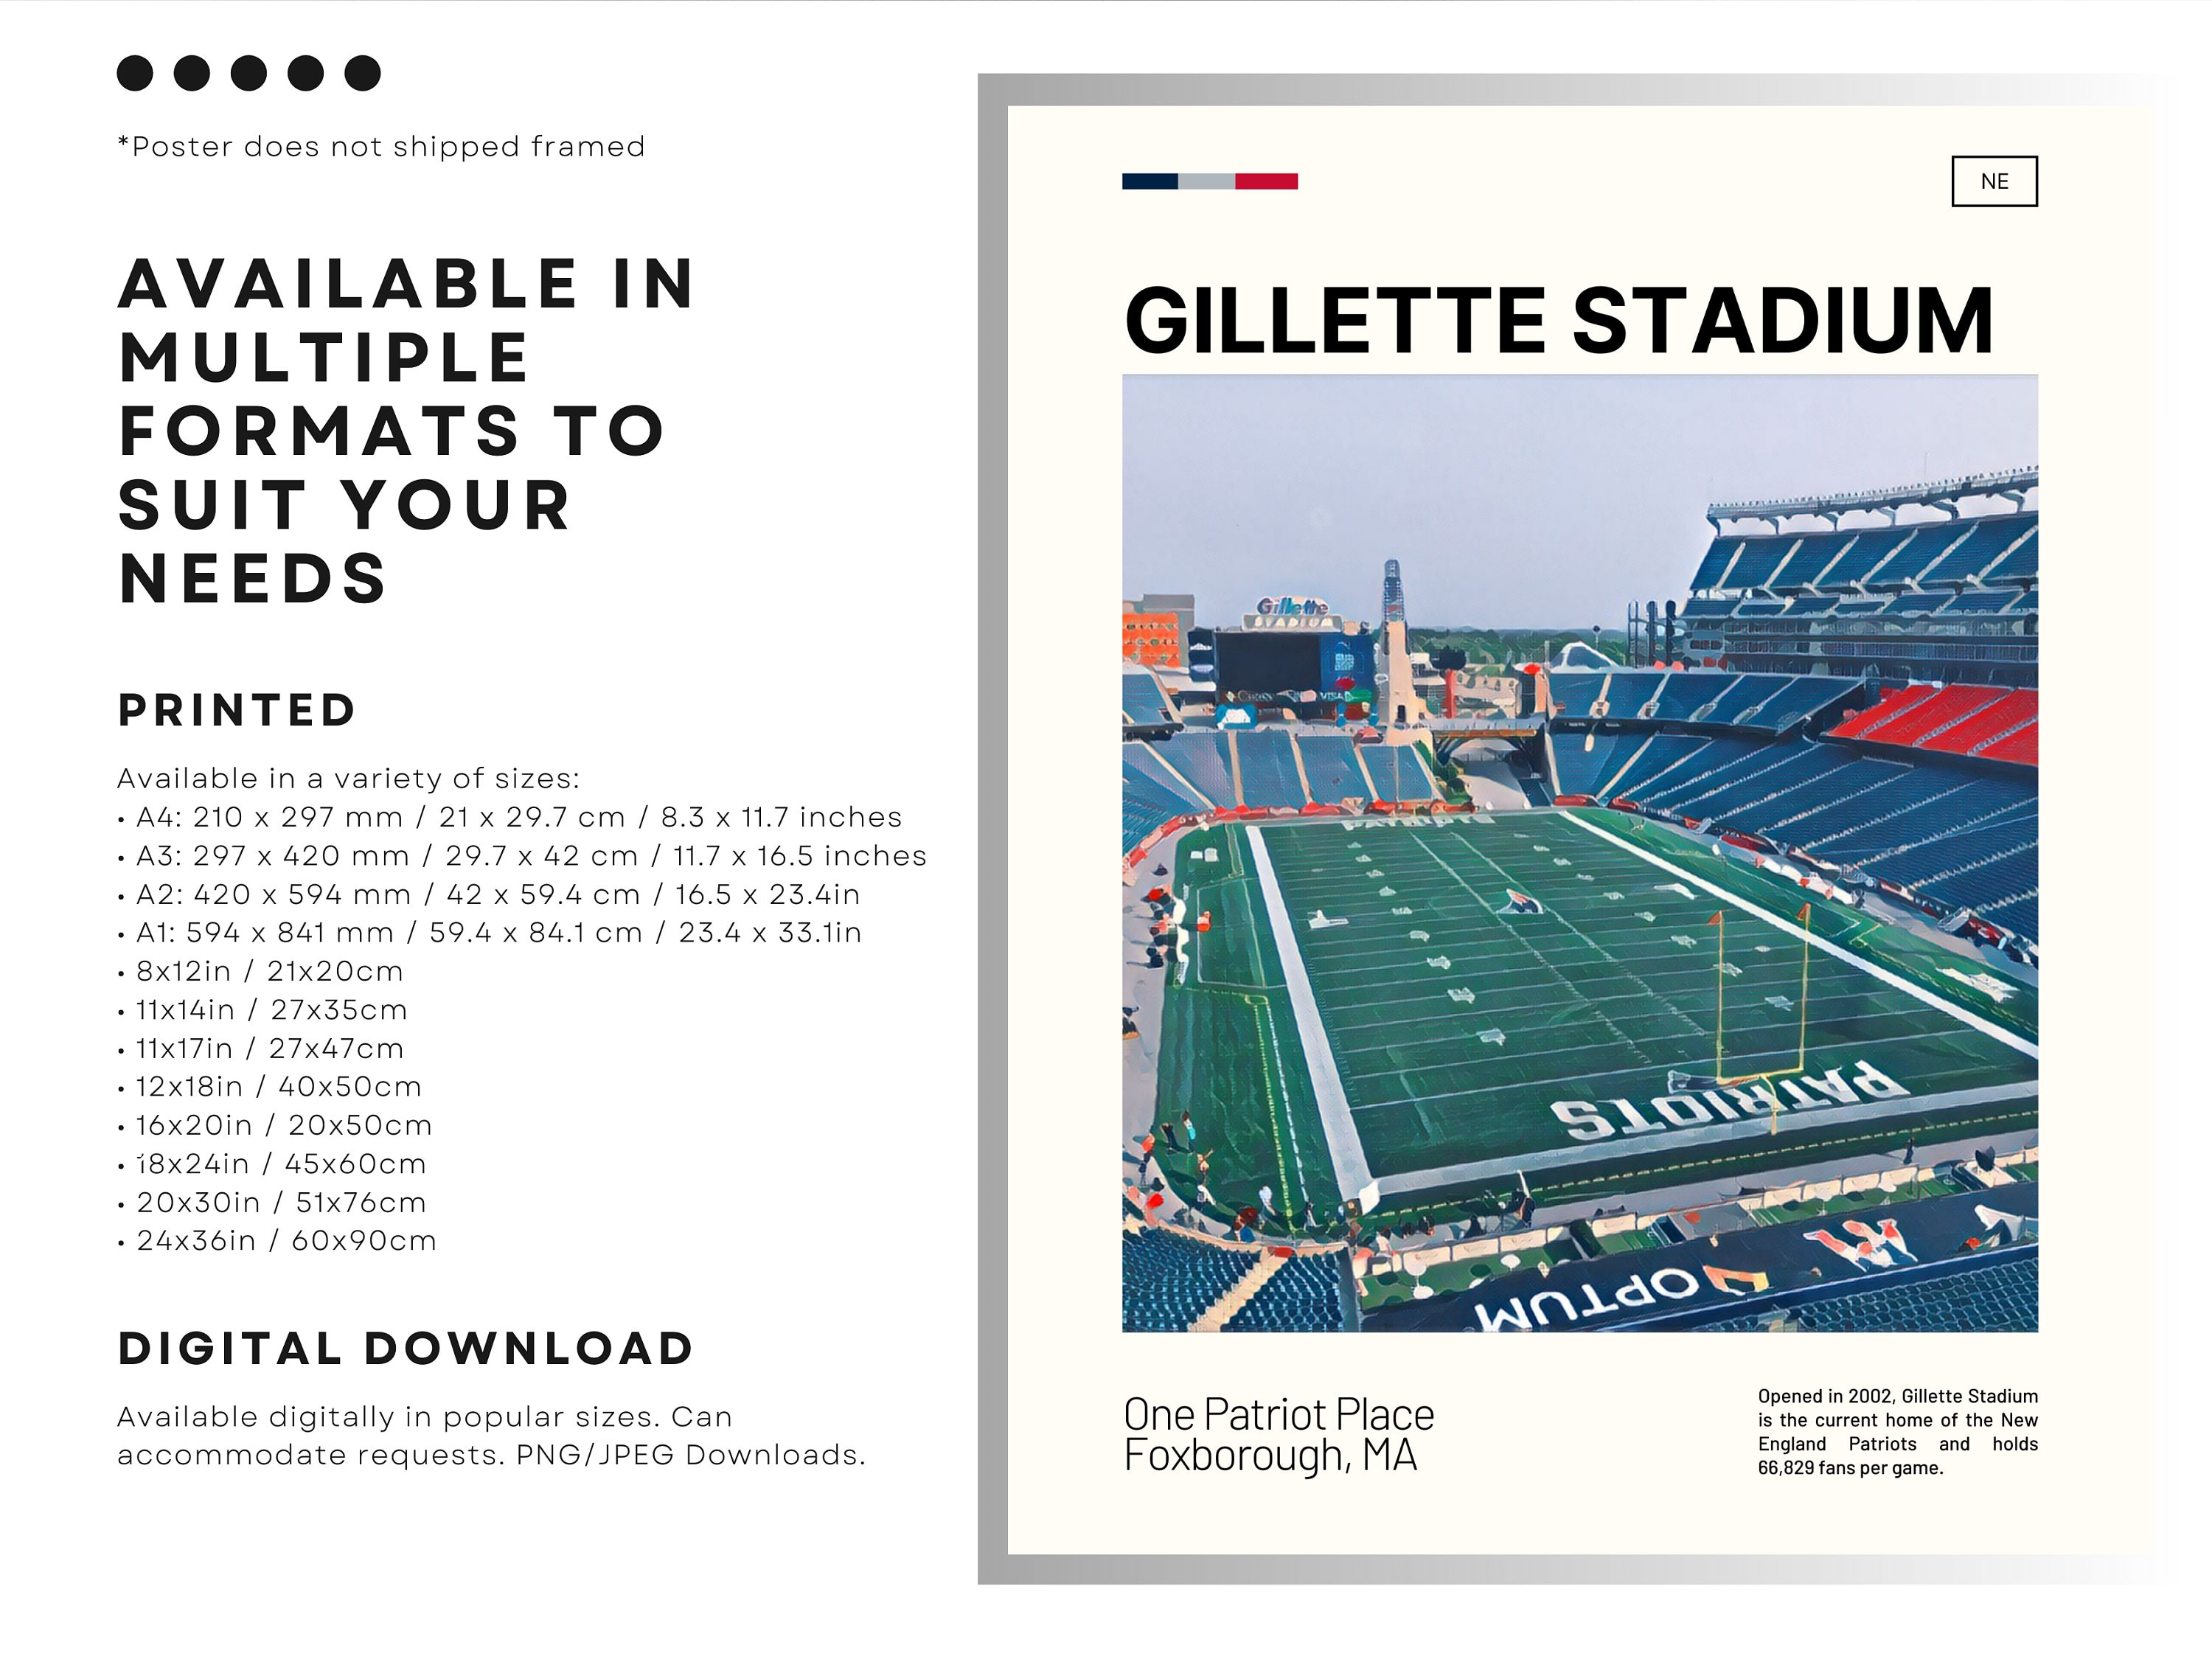 *Poster does not shipped framed
AVAILABLE IN
MULTIPLE
FORMATS TO
SUIT YOUR
NEEDS
PRINTED
Available in a variety of sizes:
• A4: 210 x 297 mm / 21 x 29.7 cm / 8.3 x 11.7 inches
• A3: 297 x 420 mm / 29.7 x 42 cm / 11.7 x 16.5 inches
• A2: 420 x 594 mm / 42 x 59.4 cm / 16.5 x 23.4in
• A1: 594 x 841 mm / 59.4 x 84.1 cm / 23.4 x 33.1in
• 8x12in / 21x20cm
• 11x14in / 27x35cm
• 11x17in / 27x47cm
• 12x18in / 40x50cm
• 16x20in / 20x50cm
• 18x24in / 45x60cm
• 20x30in / 51x76cm
• 24x36in / 60x90cm
DIGITAL DOWNLOAD
Available digitally in popular sizes. Can
accommodate requests. PNG/JPEG Downloads.
NE
GILLETTE STADIUM
Gillette
STADIUM
PATRIOTS
OPTUM
One Patriot Place
Foxborough, MA
Opened in 2002, Gillette Stadium
is the current home of the New
England Patriots and holds
66,829 fans per game.